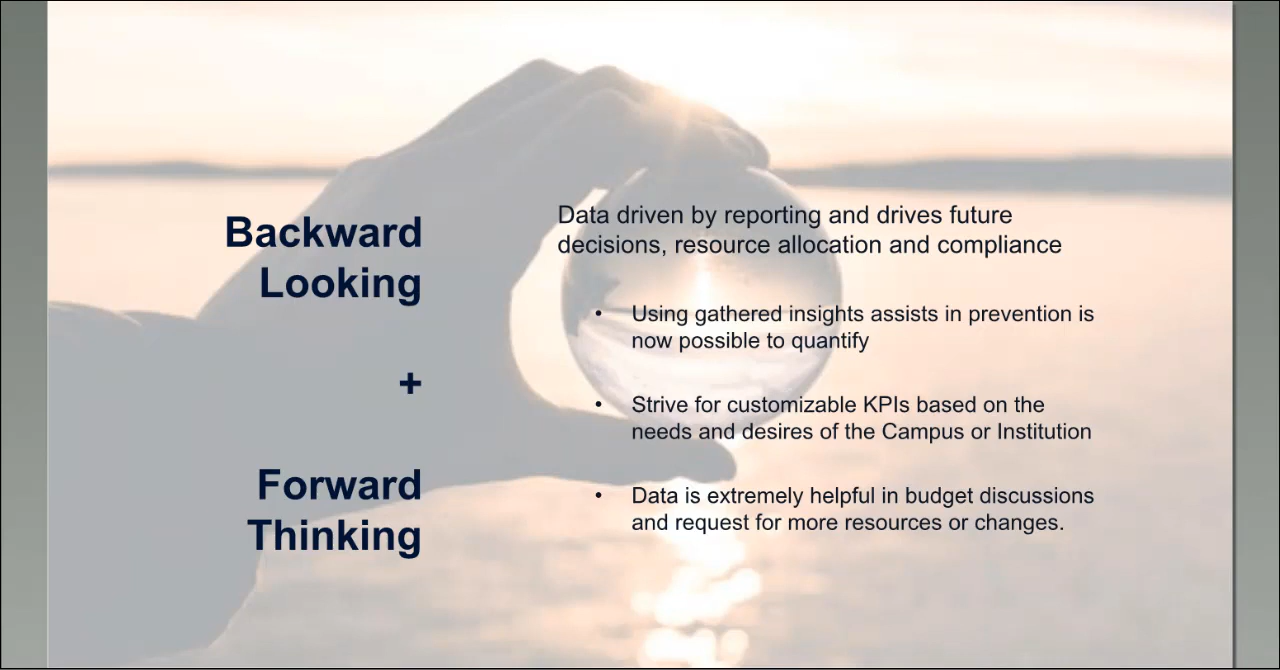 Backward
Looking
+
Forward
Thinking
Data driven by reporting and drives future
decisions, resource allocation and compliance
• Using gathered insights assists in prevention is
now possible to quantify
• Strive for customizable KPIs based on the
needs and desires of the Campus or Institution
• Data is extremely helpful in budget discussions
and request for more resources or changes.